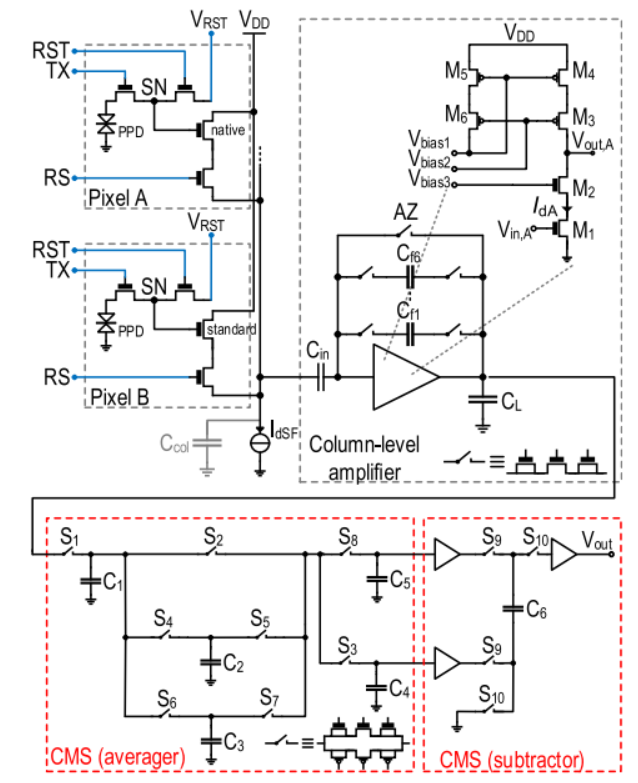 V_RST V_DD
RST
TX
SN
PPD
native
RS
Pixel A
V_RST
RST
TX
SN
PPD
standard
RS
Pixel B
C_col
I_dSF
V_DD
M_5 M_4
M_6 M_3
V_bias1
V_out,A
V_bias2
V_bias3
M_2
I_dA
AZ
V_in,A
M_1
C_f6
C_f1
C_in
C_L
Column-level
amplifier
≡
S_1 S_2 S_8 S_9 S_10 V_out
C_1 C_5
S_4 S_5 C_6
S_3 S_9
C_2
C_4
S_6 S_7 S_10
C_3
≡
CMS (averager) CMS (subtractor)